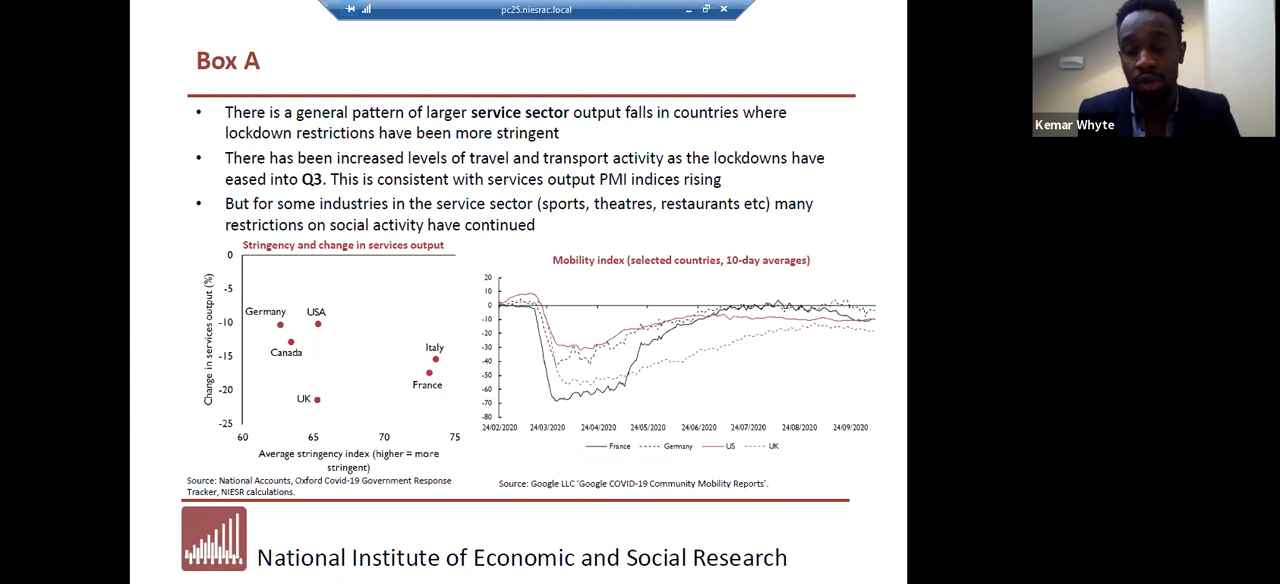 pc25.niesrac.local
Kemar Whyte
Box A
• There is a general pattern of larger service sector output falls in countries where
lockdown restrictions have been more stringent
• There has been increased levels of travel and transport activity as the lockdowns have
eased into Q3. This is consistent with services output PMI indices rising
• But for some industries in the service sector (sports, theatres, restaurants etc) many
restrictions on social activity have continued
Stringency and change in services output
Change in services output (%)
0
-5
-10
-15
-20
-25
Germany
USA
Canada
Italy
France
UK
60 65 70 75
Average stringency index (higher = more
stringent)
Source: National Accounts, Oxford Covid-19 Government Response
Tracker, NIESR calculations.
Mobility index (selected countries, 10-day averages)
20
10
0
-10
-20
-30
-40
-50
-60
-70
-80
24/02/2020 24/03/2020 24/04/2020 24/05/2020 24/06/2020 24/07/2020 24/08/2020 24/09/2020
France Germany US UK
Source: Google LLC 'Google COVID-19 Community Mobility Reports'.
National Institute of Economic and Social Research